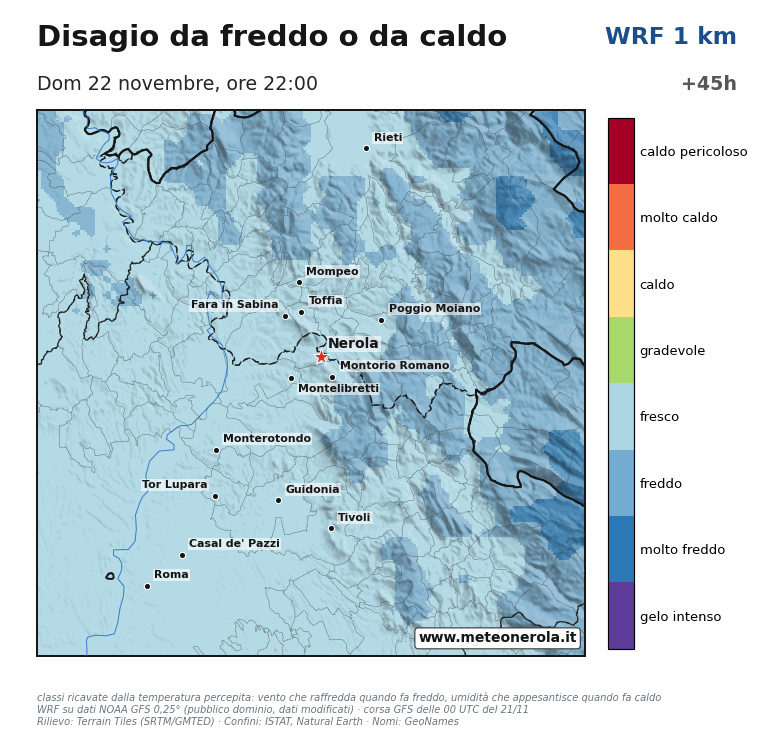 Disagio da freddo o da caldo
WRF 1 km
Dom 22 novembre, ore 22:00
+45h
Rieti
Mompeo
Fara in Sabina
Toffia
Poggio Moiano
Nerola
Montorio Romano
Montelibretti
Monterotondo
Tor Lupara
Guidonia
Tivoli
Casal de' Pazzi
Roma
www.meteonerola.it
caldo pericoloso
molto caldo
caldo
gradevole
fresco
freddo
molto freddo
gelo intenso
classi ricavate dalla temperatura percepita: vento che raffredda quando fa freddo, umidità che appesantisce quando fa caldo
WRF su dati NOAA GFS 0,25° (pubblico dominio, dati modificati) · corsa GFS delle 00 UTC del 21/11
Rilievo: Terrain Tiles (SRTM/GMTED) · Confini: ISTAT, Natural Earth · Nomi: GeoNames